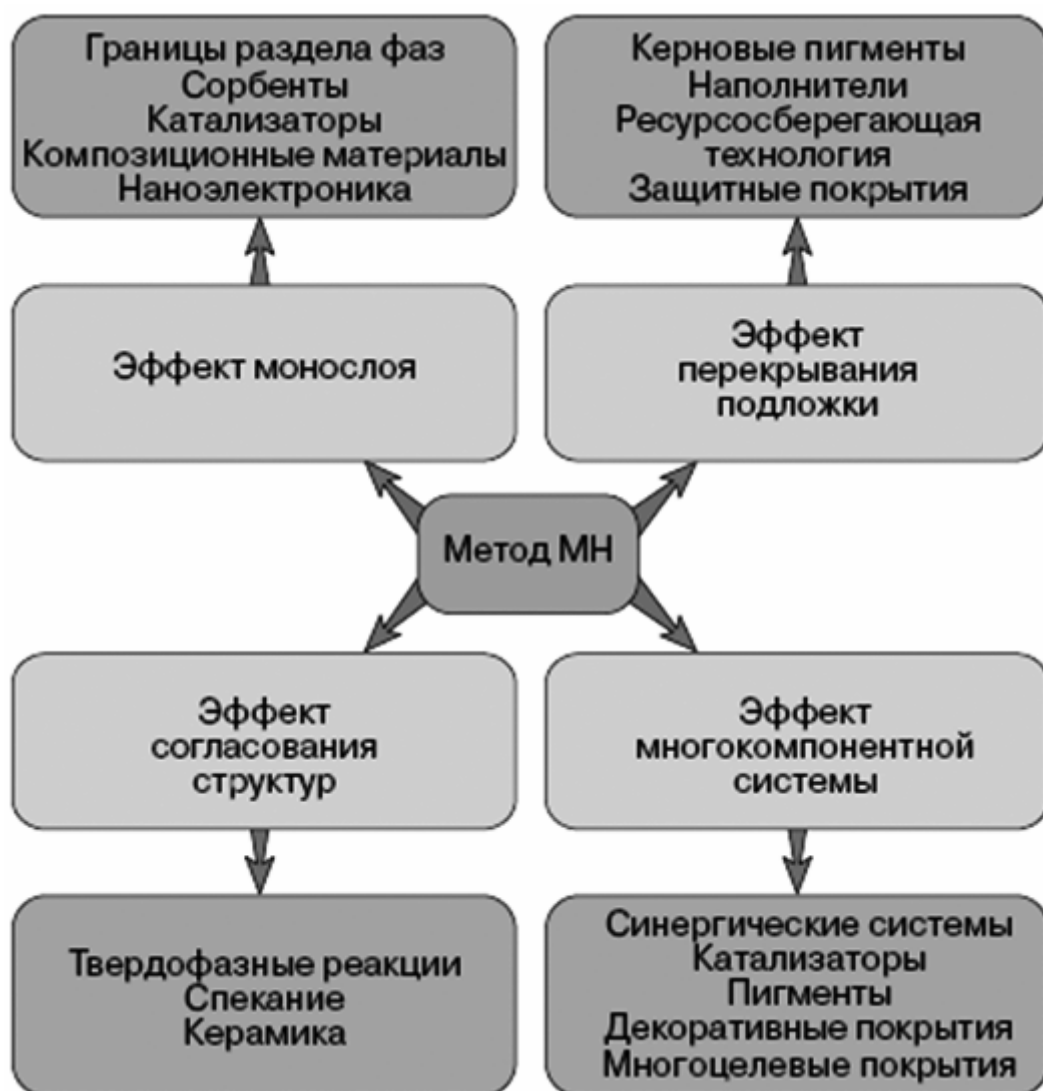 Границы раздела фаз
Сорбенты
Катализаторы
Композиционные материалы
Наноэлектроника
Керновые пигменты
Наполнители
Ресурсосберегающая
технология
Защитные покрытия
Эффект монослоя
Эффект
перекрывания
подложки
Метод МН
Эффект
согласования
структур
Эффект
многокомпонентной
системы
Твердофазные реакции
Спекание
Керамика
Синергические системы
Катализаторы
Пигменты
Декоративные покрытия
Многоцелевые покрытия